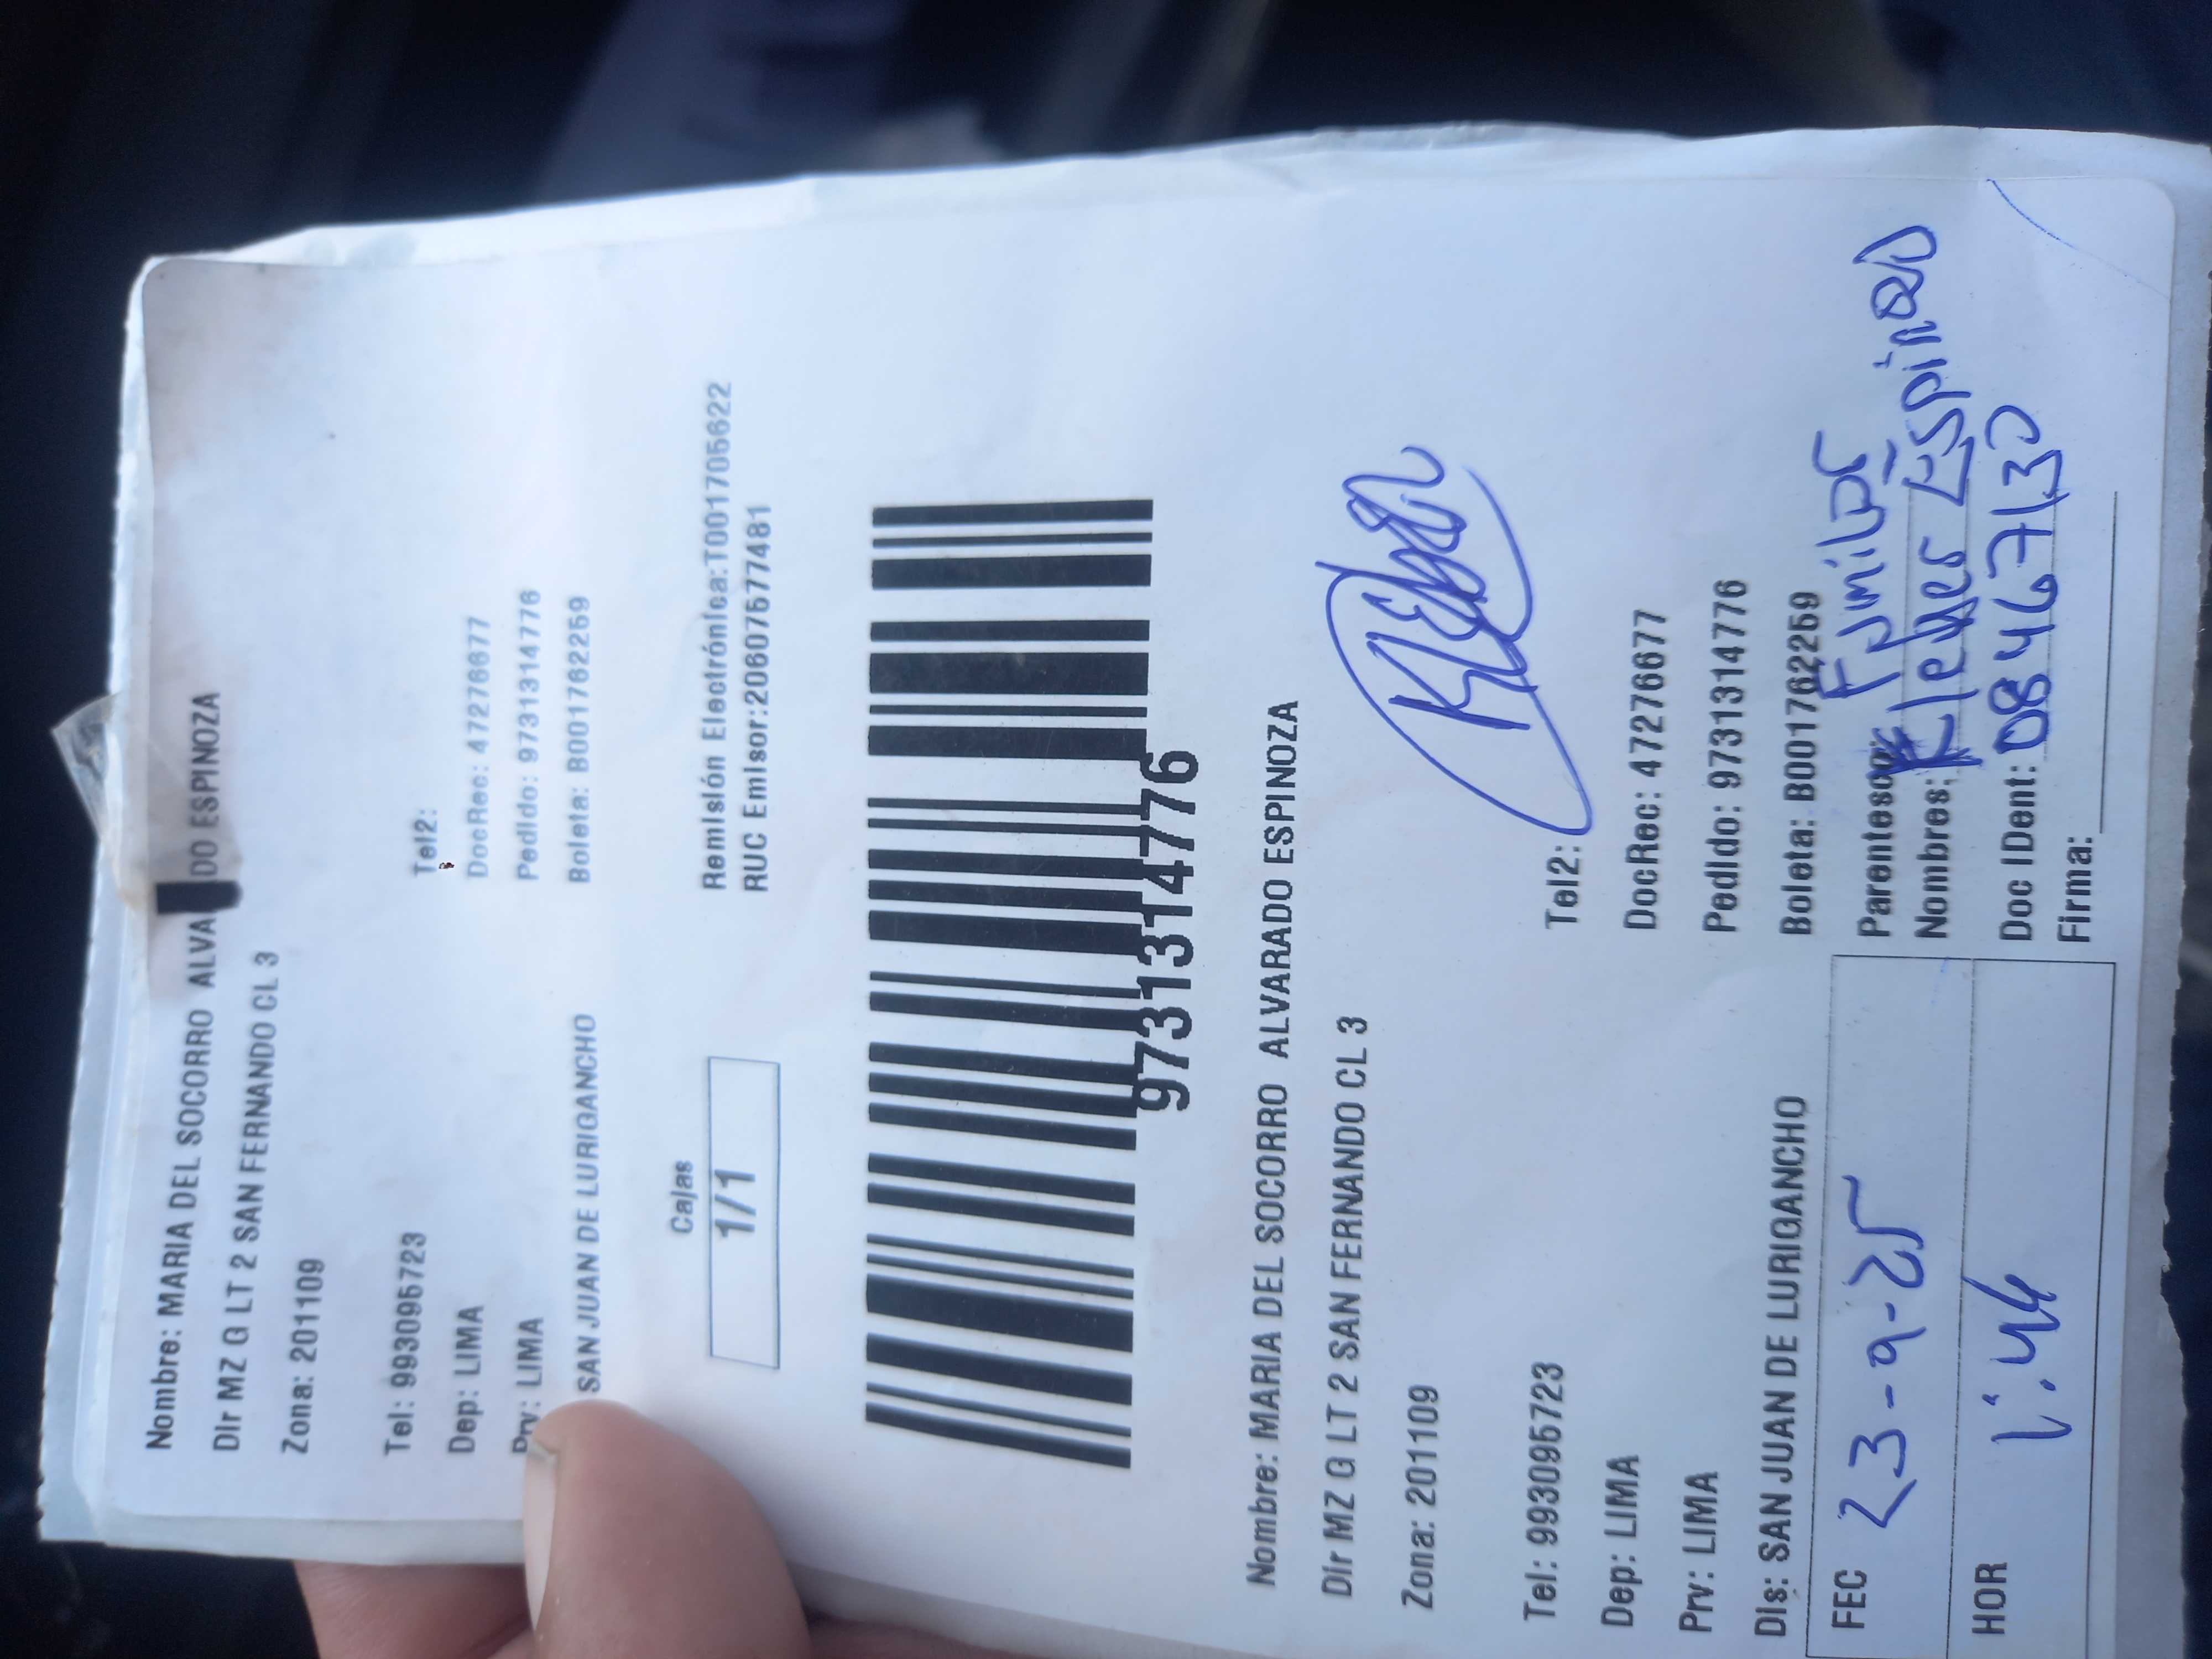 Nombre: MARIA DEL SOCORRO ALVA DO ESPINOZA
Dir MZ G LT 2 SAN FERNANDO CL 3
Zona: 201109
Tel: 993095723 Tel2:
Dep: LIMA DocRec: 47276677
Prv: LIMA Pedido: 9731314776
SAN JUAN DE LURIGANCHO Boleta: B001762259
Cajas
1/1
Remisión Electrónica:T001705622
RUC Emisor:20607577481
9731314776
Nombre: MARIA DEL SOCORRO ALVARADO ESPINOZA
Dir MZ G LT 2 SAN FERNANDO CL 3
Zona: 201109
Tel: 993095723 Tel2:
Dep: LIMA DocRec: 47276677
Prv: LIMA Pedido: 9731314776
Dis: SAN JUAN DE LURIGANCHO Boleta: B001762259
FEC 23-9-25
HOR 1:44
Parentesco: Familiar
Nombres: Kleber Espinoza
Doc IDent: 08467130
Firma: